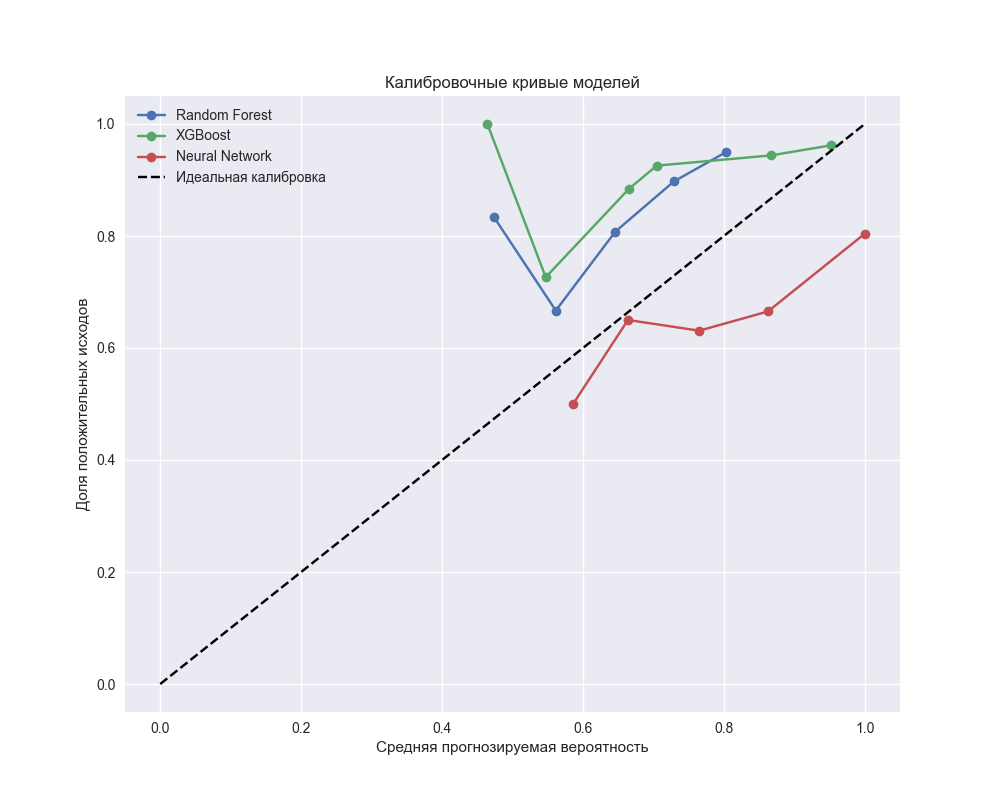 Калибровочные кривые моделей
Random Forest
XGBoost
Neural Network
Идеальная калибровка
1.0
0.8
0.6
0.4
0.2
0.0
Доля положительных исходов
0.0 0.2 0.4 0.6 0.8 1.0
Средняя прогнозируемая вероятность